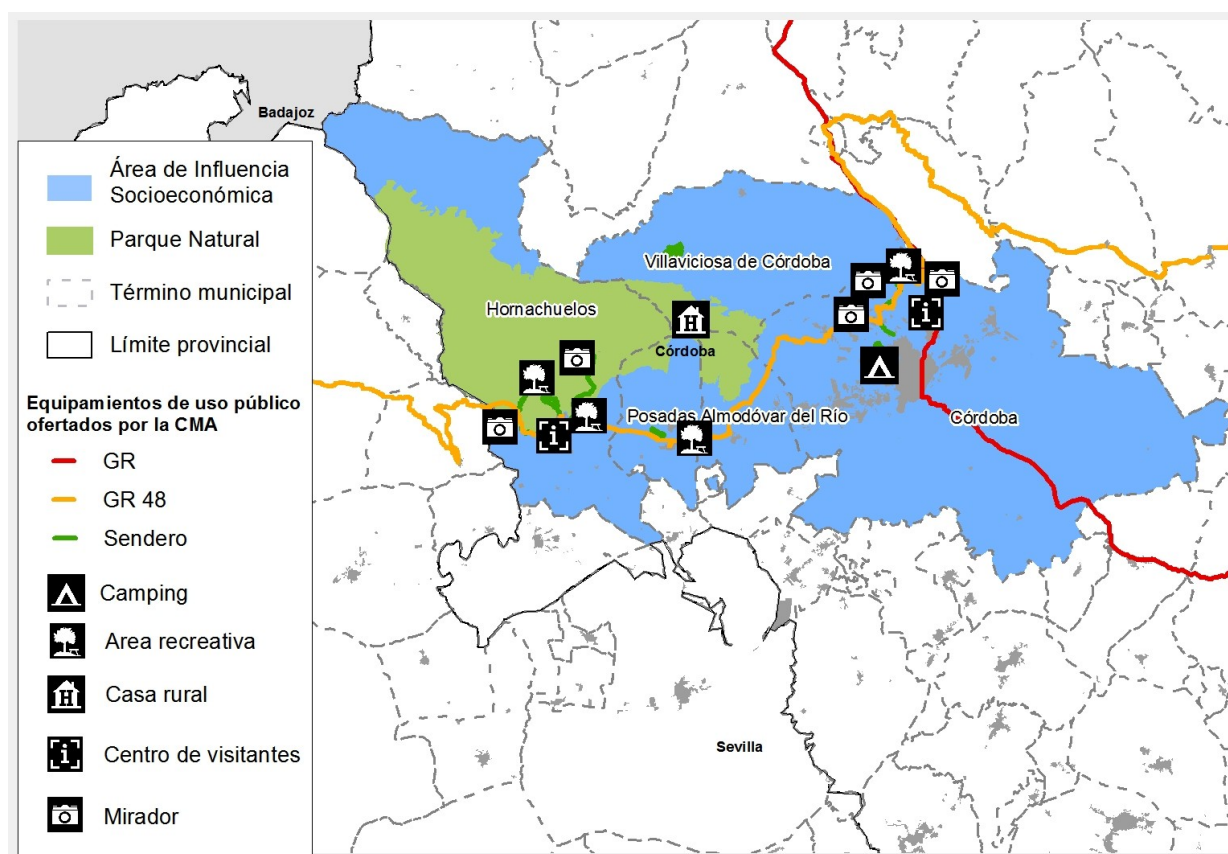 Badajoz
Área de Influencia
Socioeconómica
Parque Natural
Término municipal
Límite provincial
Equipamientos de uso público
ofertados por la CMA
GR
GR 48
Sendero
Camping
Area recreativa
Casa rural
Centro de visitantes
Mirador
Villaviciosa de Córdoba
Hornachuelos
Córdoba
Posadas Almodóvar del Río
Córdoba
Sevilla